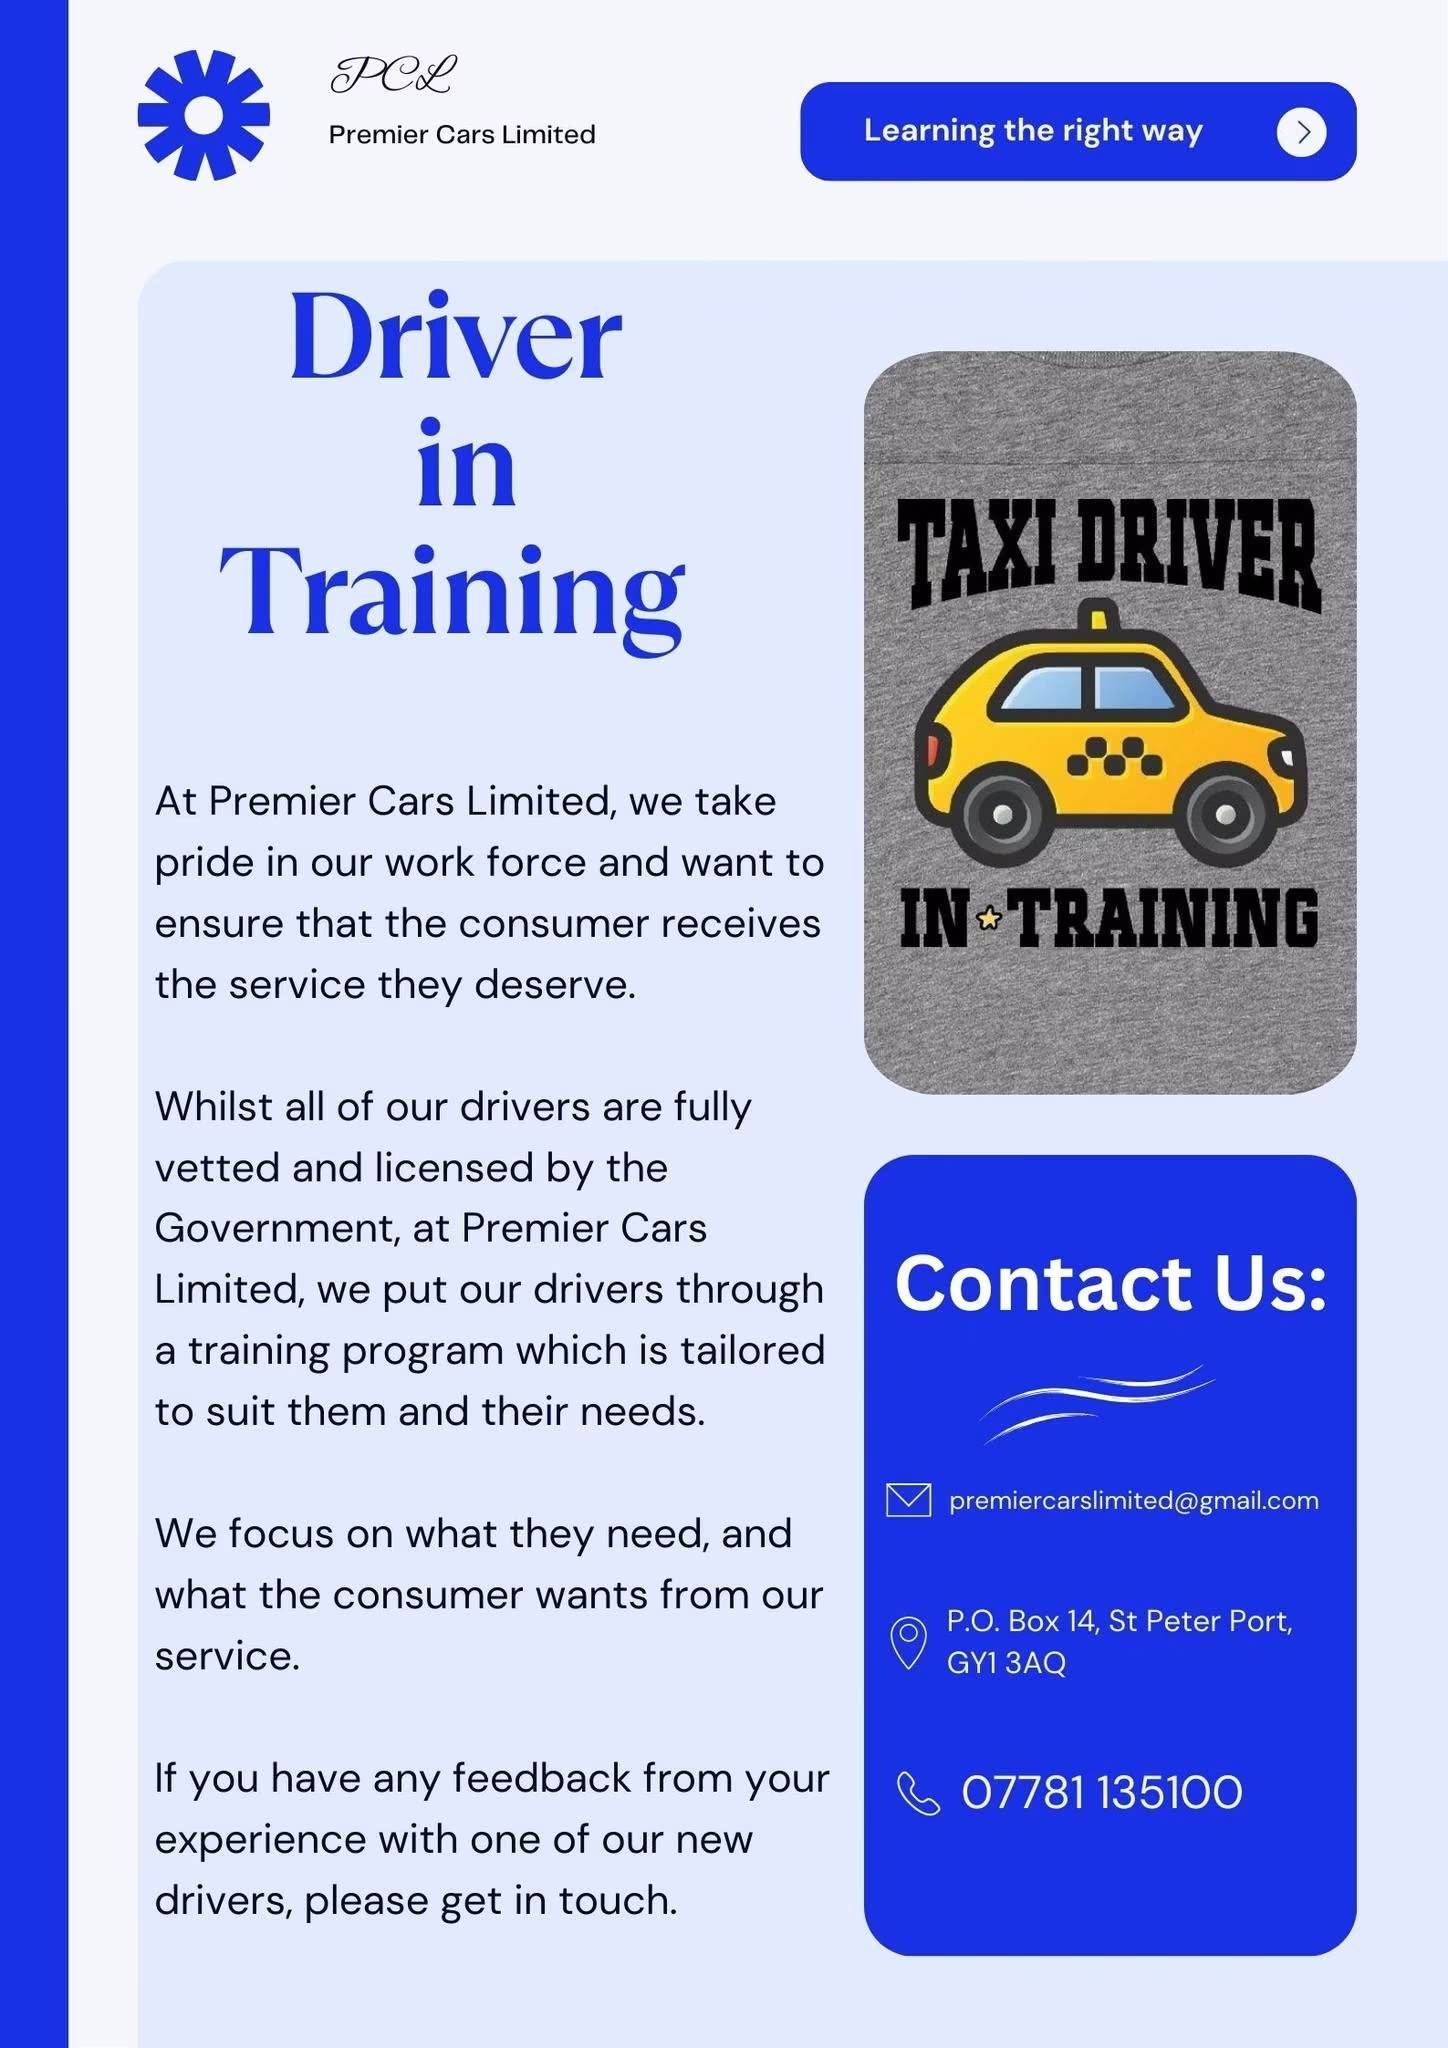 PCL
Premier Cars Limited
Learning the right way
Driver
in
Training
At Premier Cars Limited, we take
pride in our work force and want to
ensure that the consumer receives
the service they deserve.
Whilst all of our drivers are fully
vetted and licensed by the
Government, at Premier Cars
Limited, we put our drivers through
a training program which is tailored
to suit them and their needs.
We focus on what they need, and
what the consumer wants from our
service.
If you have any feedback from your
experience with one of our new
drivers, please get in touch.
TAXI DRIVER
IN TRAINING
Contact Us:
premiercarslimited@gmail.com
P.O. Box 14, St Peter Port,
GY1 3AQ
07781 135100